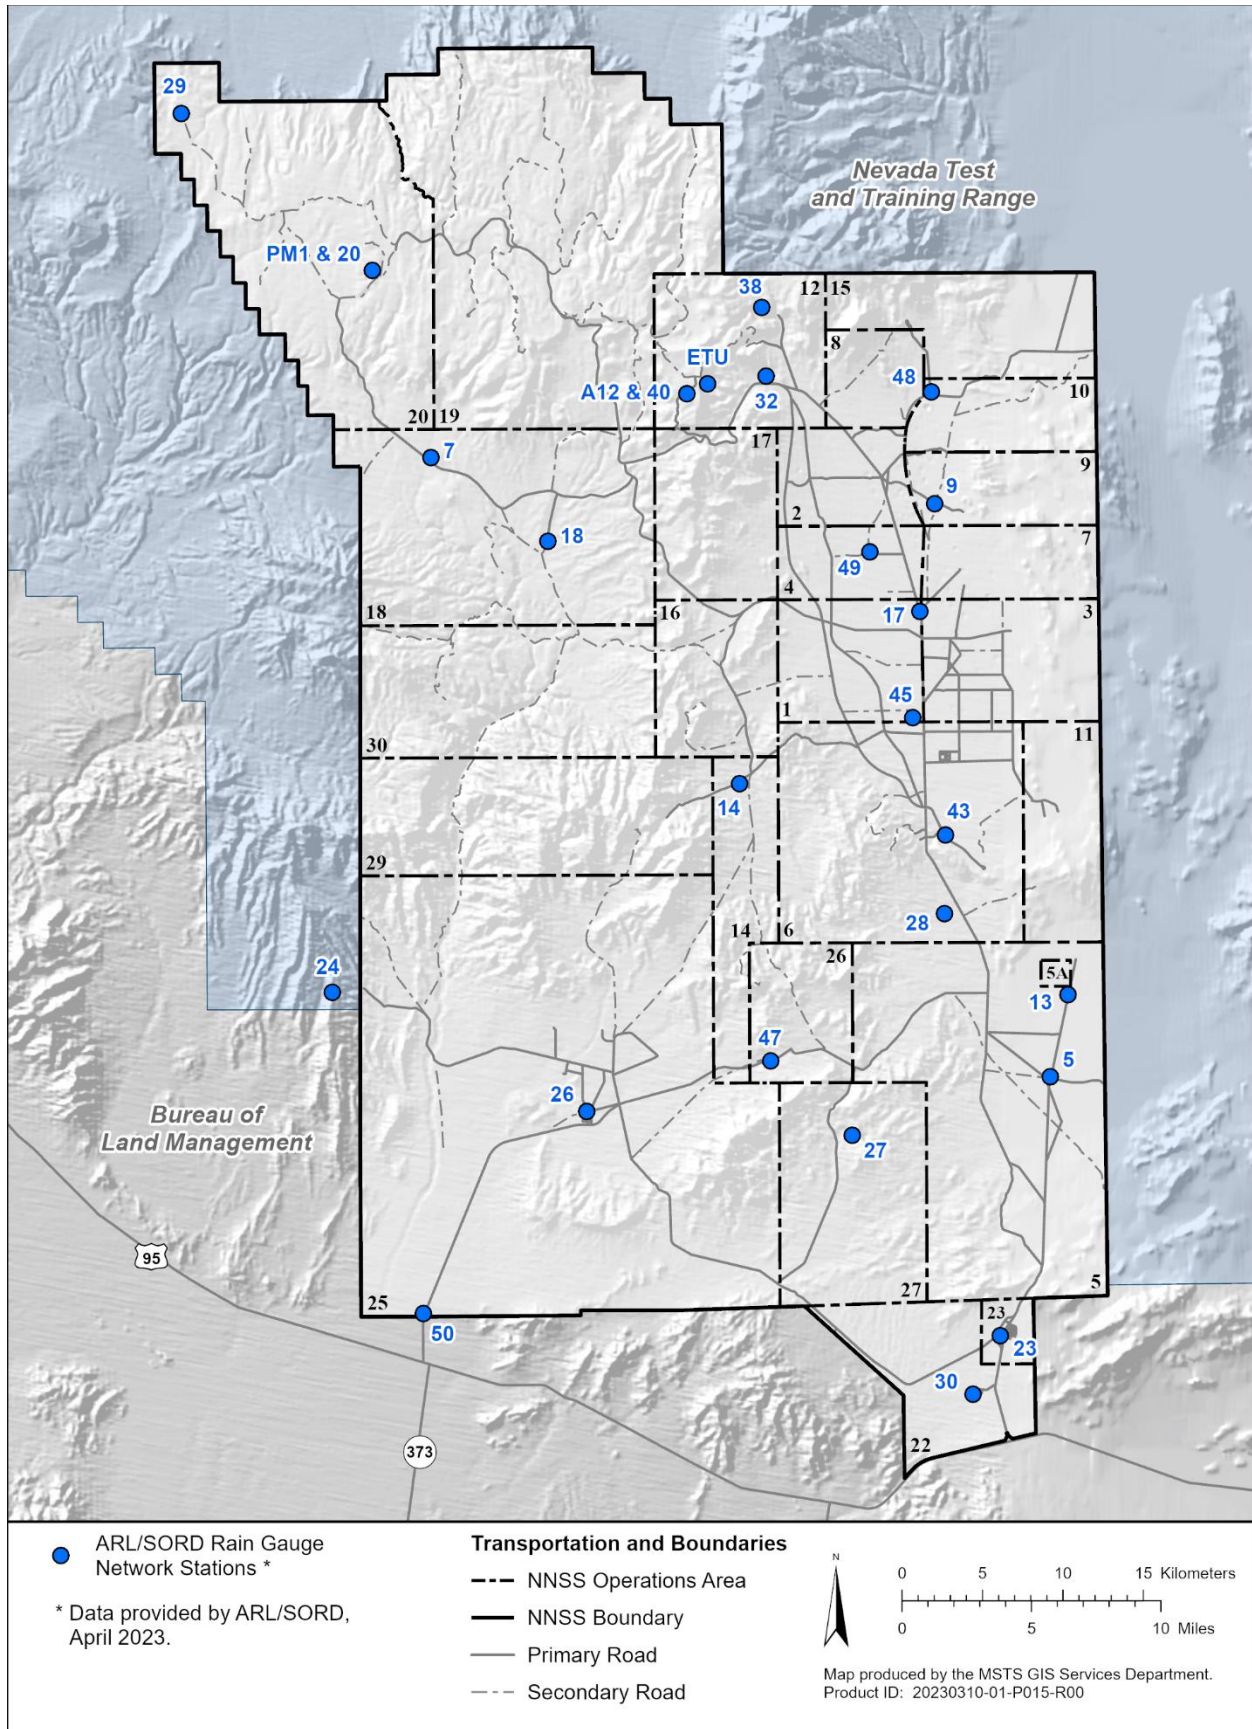 29
Nevada Test
and Training Range
PM1 & 20
38
12
15
8
ETU
48
A12 & 40
32
10
20
19
17
7
9
9
2
18
7
49
4
18
16
17
3
45
1
11
30
14
43
29
28
14
6
26
24
5A
13
47
5
26
Bureau of
Land Management
27
95
25
27
5
50
23
23
30
22
373
ARL/SORD Rain Gauge
Network Stations *
* Data provided by ARL/SORD,
April 2023.
Transportation and Boundaries
NNSS Operations Area
NNSS Boundary
Primary Road
Secondary Road
N
0 5 10 15 Kilometers
0 5 10 Miles
Map produced by the MSTS GIS Services Department.
Product ID: 20230310-01-P015-R00